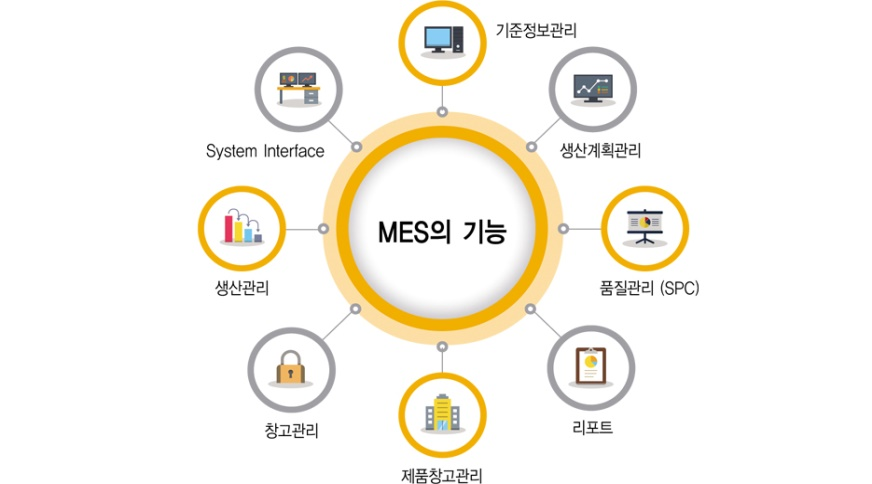 기준정보관리
생산계획관리
품질관리 (SPC)
리포트
제품창고관리
창고관리
생산관리
System Interface
MES의 기능